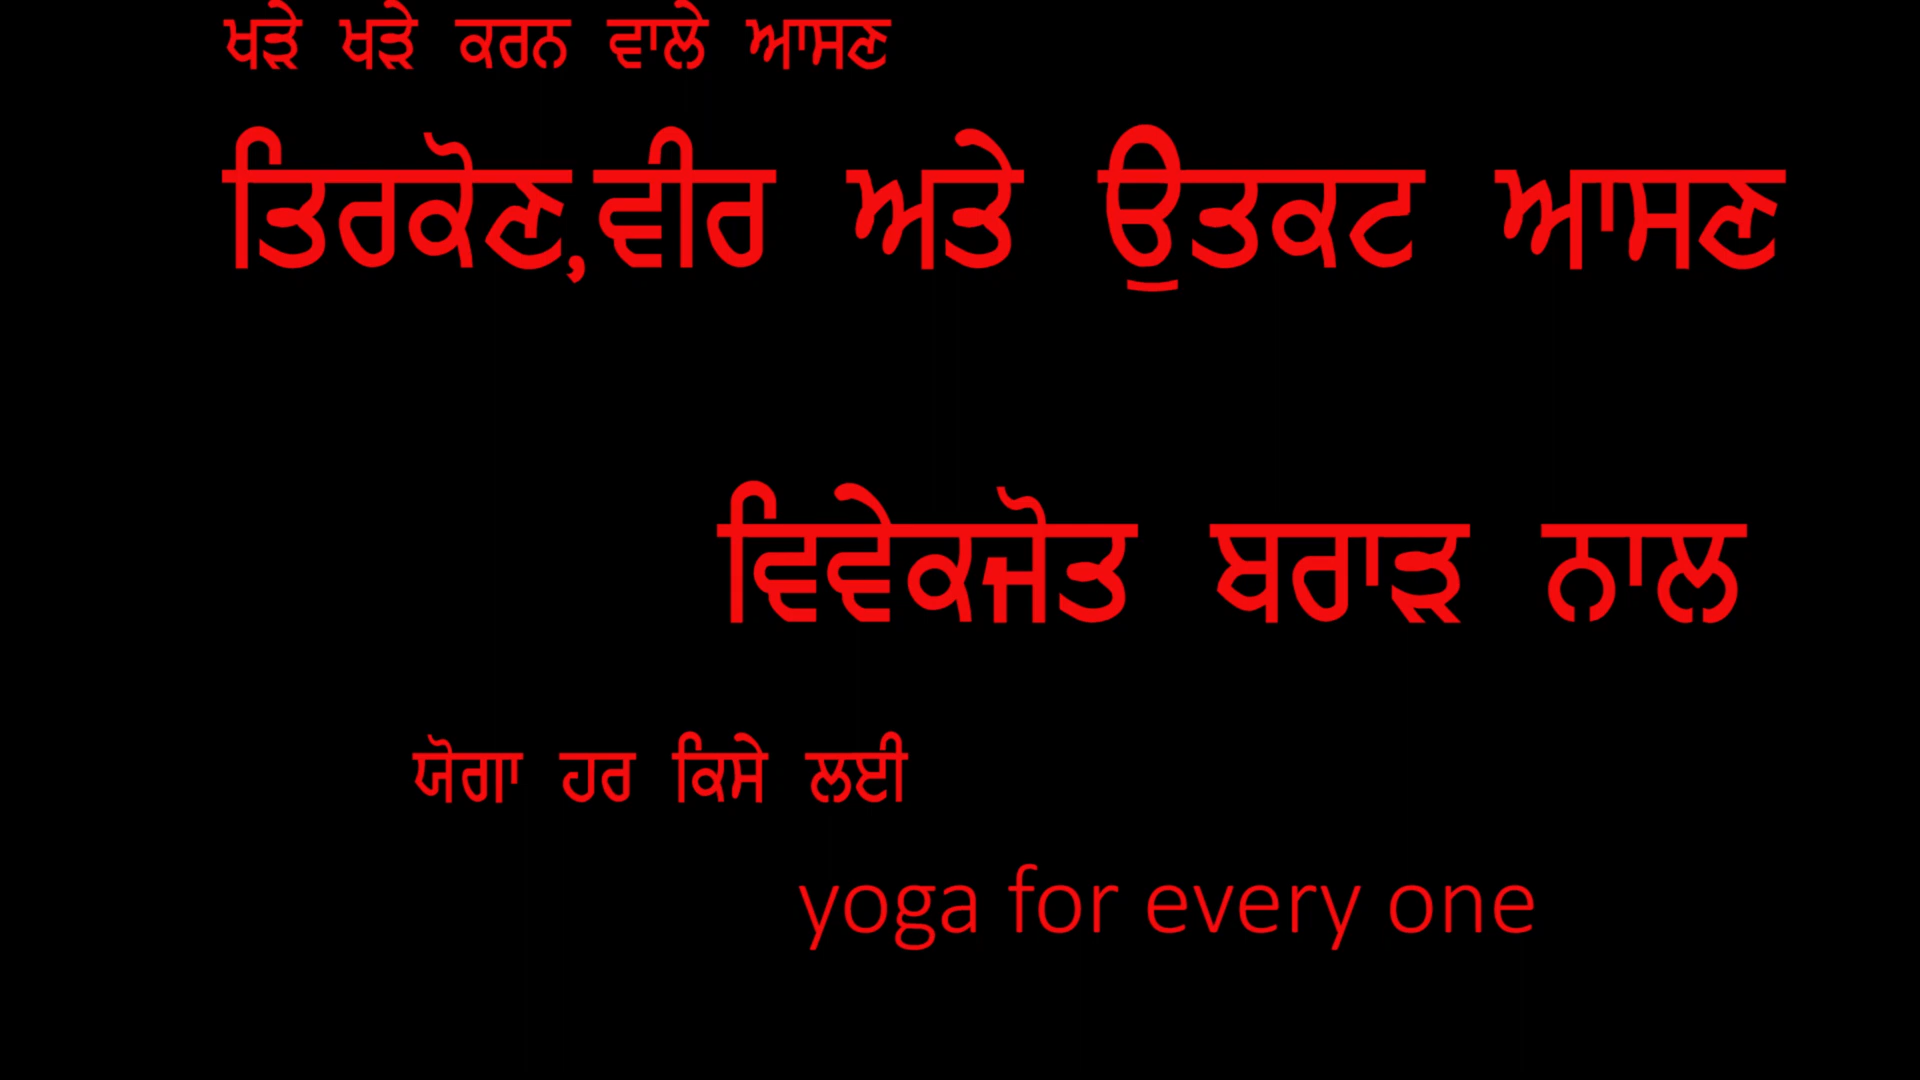 ਖੜੇ ਖੜੇ ਕਰਨ ਵਾਲੇ ਆਸਣ
ਤਿਰਕੋਣ,ਵੀਰ ਅਤੇ ਉਤਕਟ ਆਸਣ
ਵਿਵੇਕਜੋਤ ਬਰਾੜ ਨਾਲ
ਯੋਗਾ ਹਰ ਕਿਸੇ ਲਈ
yoga for every one